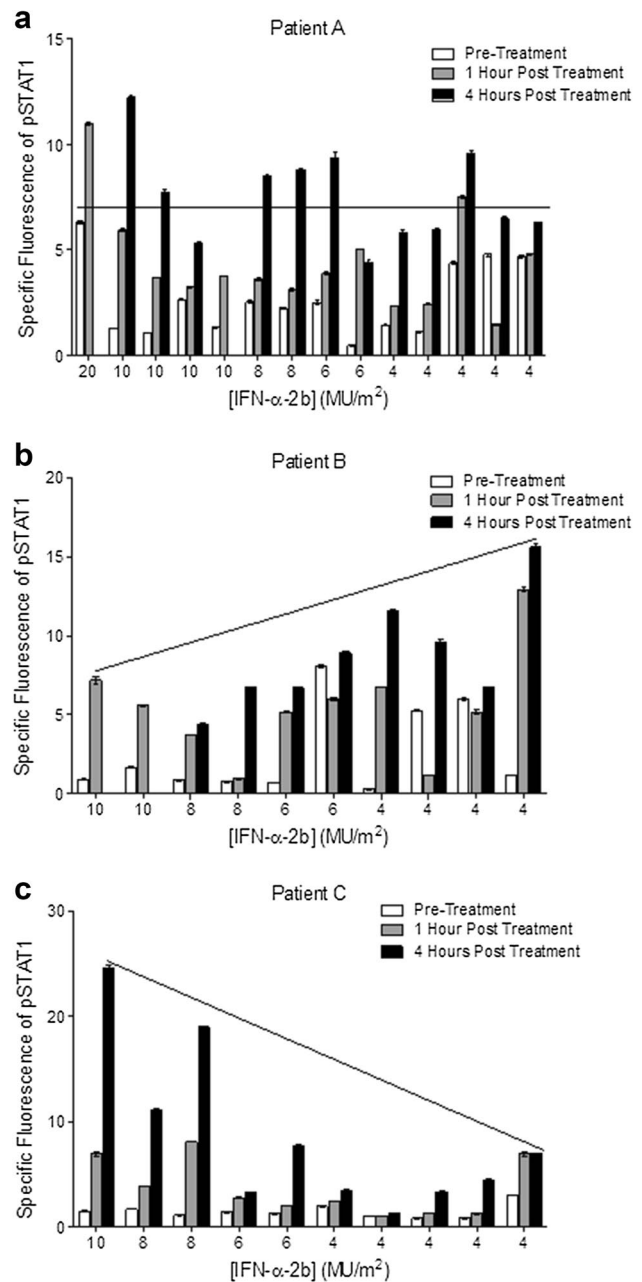 a
Patient A
Pre-Treatment
1 Hour Post Treatment
4 Hours Post Treatment
Specific Fluorescence of pSTAT1
15
10
5
0
20 10 10 10 10 8 8 6 6 4 4 4 4 4
[IFN-α-2b] (MU/m²)
b
Patient B
Pre-Treatment
1 Hour Post Treatment
4 Hours Post Treatment
Specific Fluorescence of pSTAT1
20
15
10
5
0
10 10 8 8 6 6 4 4 4 4
[IFN-α-2b] (MU/m²)
c
Patient C
Pre-Treatment
1 Hour Post Treatment
4 Hours Post Treatment
Specific Fluorescence of pSTAT1
30
20
10
0
10 8 8 6 6 4 4 4 4 4
[IFN-α-2b] (MU/m²)